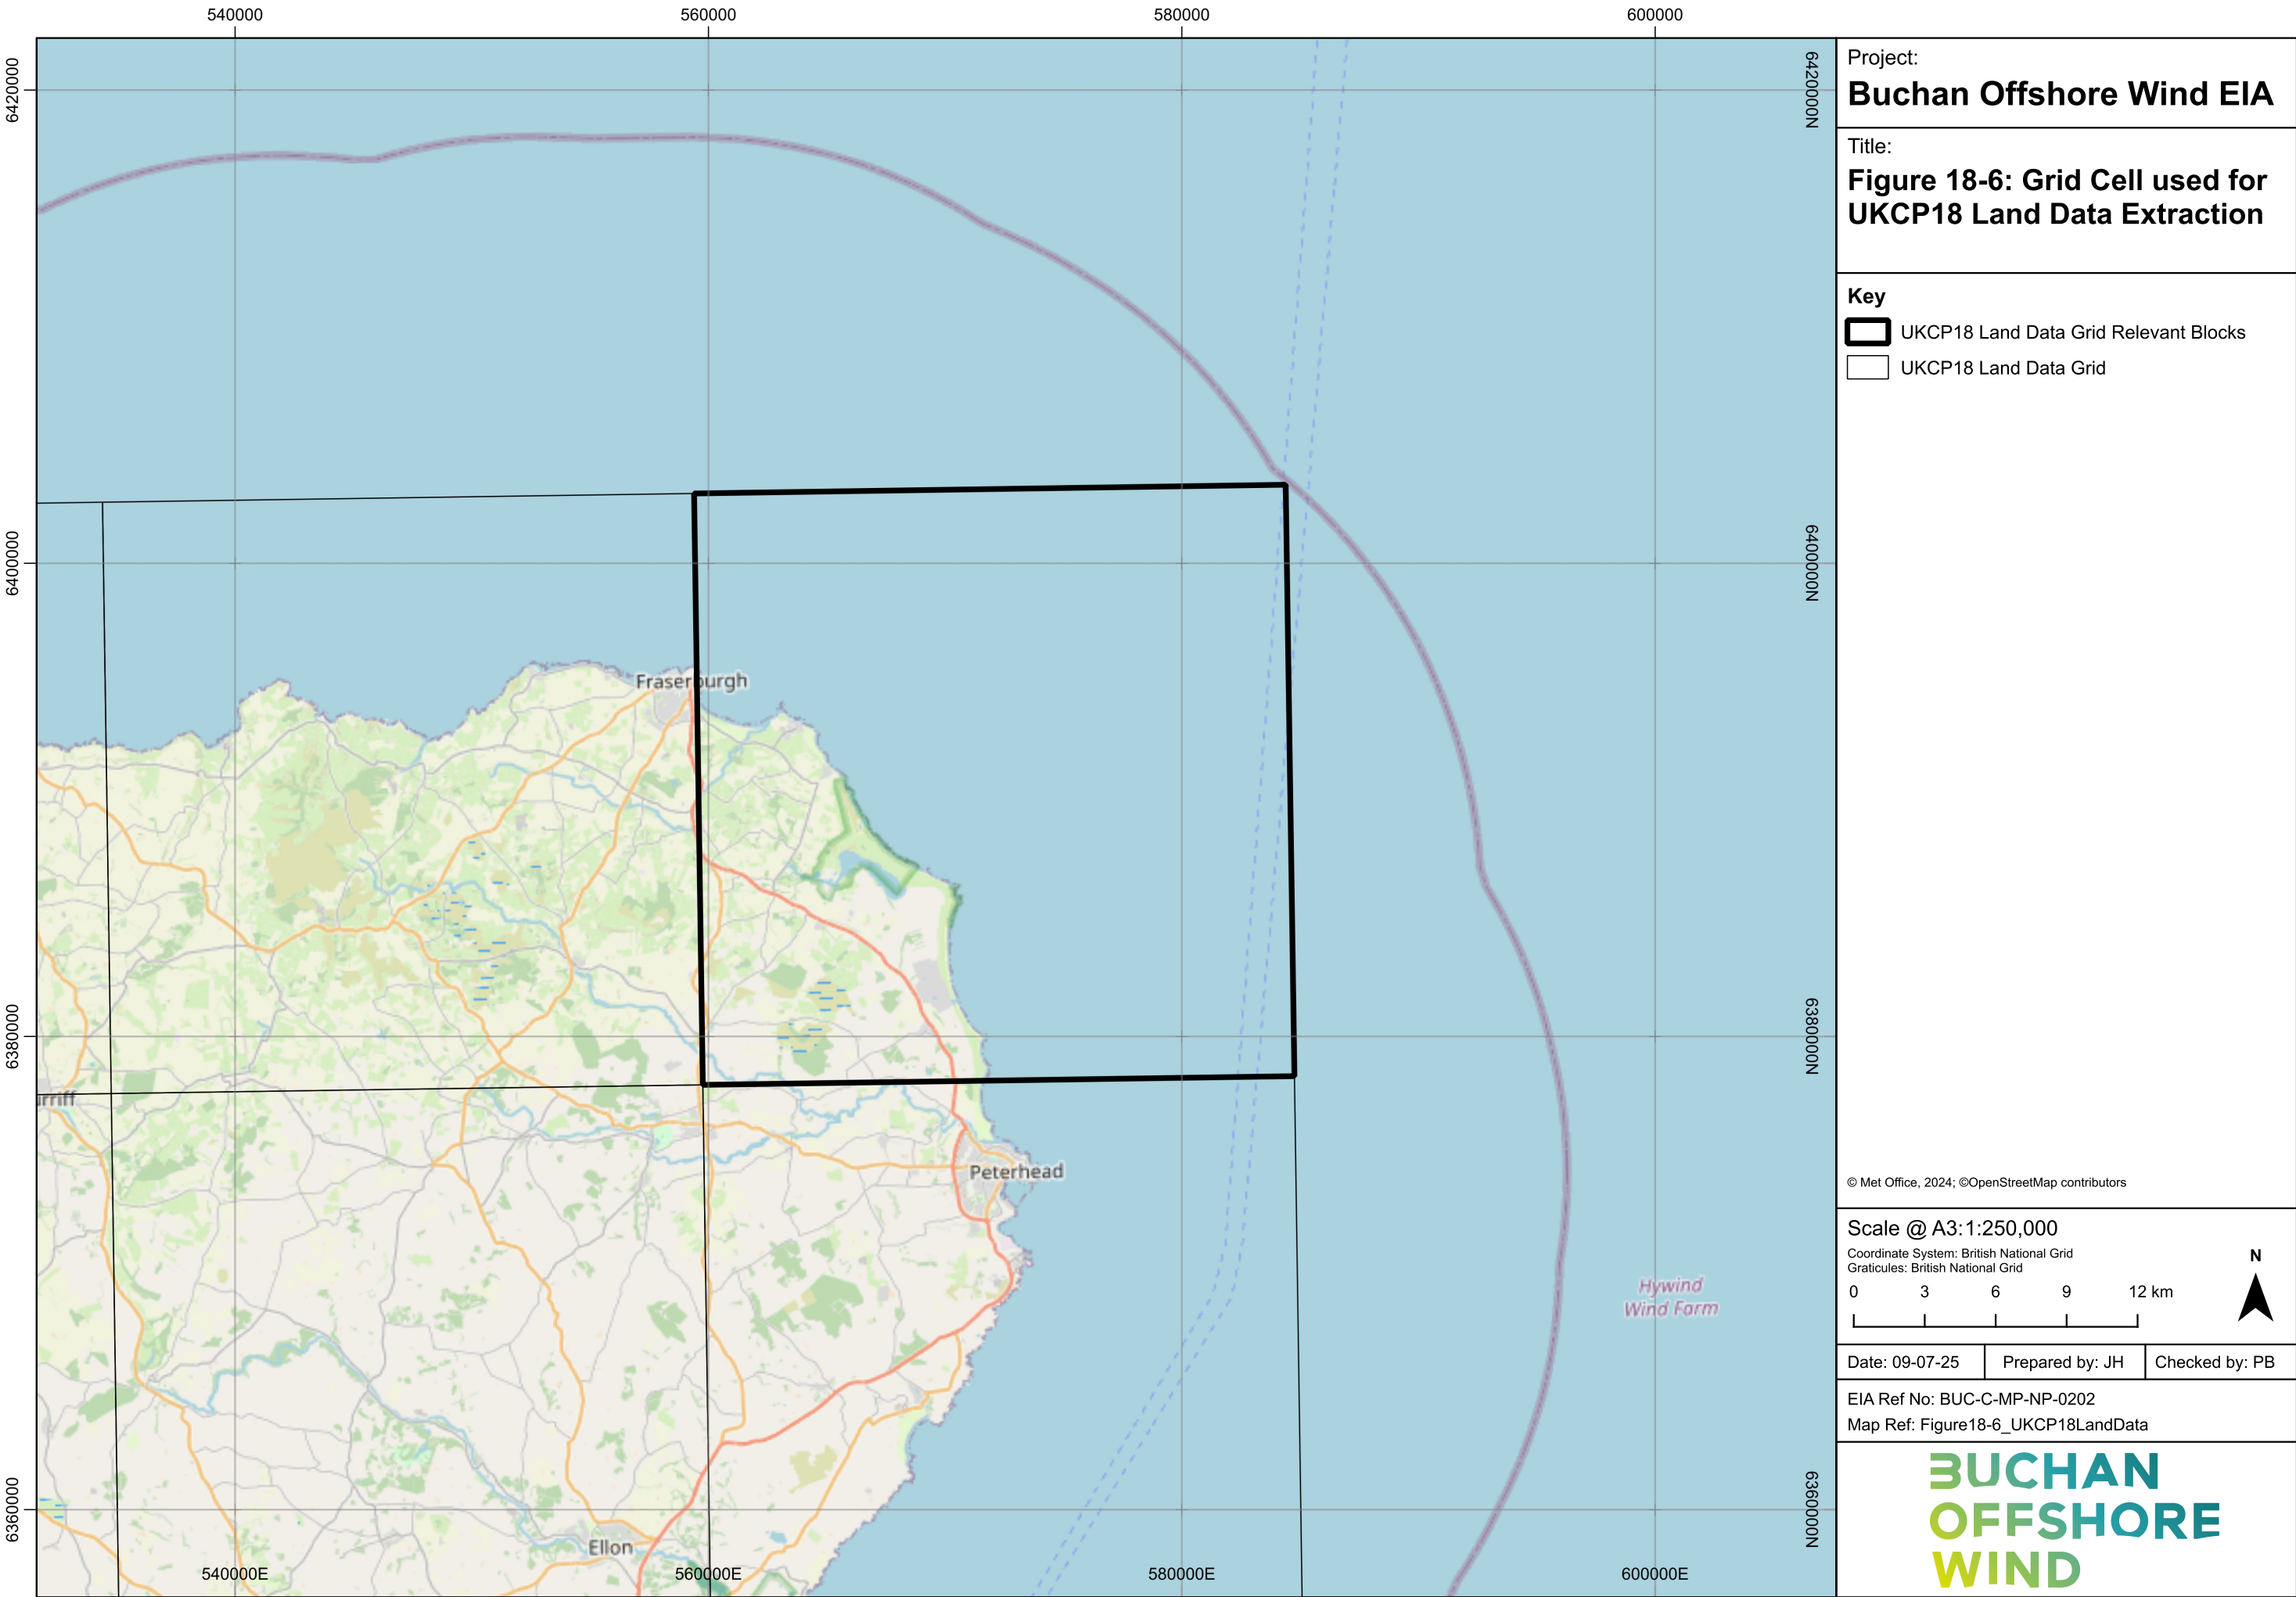 540000 560000 580000 600000
6420000
6400000
6380000
6360000
6420000N
6400000N
6380000N
6360000N
Fraserburgh
Peterhead
Hywind
Wind Farm
Ellon
540000E 560000E 580000E 600000E
Project:
Buchan Offshore Wind EIA
Title:
Figure 18-6: Grid Cell used for
UKCP18 Land Data Extraction
Key
UKCP18 Land Data Grid Relevant Blocks
UKCP18 Land Data Grid
© Met Office, 2024; ©OpenStreetMap contributors
Scale @ A3:1:250,000
Coordinate System: British National Grid
Graticules: British National Grid
0 3 6 9 12 km
N
Date: 09-07-25 Prepared by: JH Checked by: PB
EIA Ref No: BUC-C-MP-NP-0202
Map Ref: Figure18-6_UKCP18LandData
BUCHAN
OFFSHORE
WIND